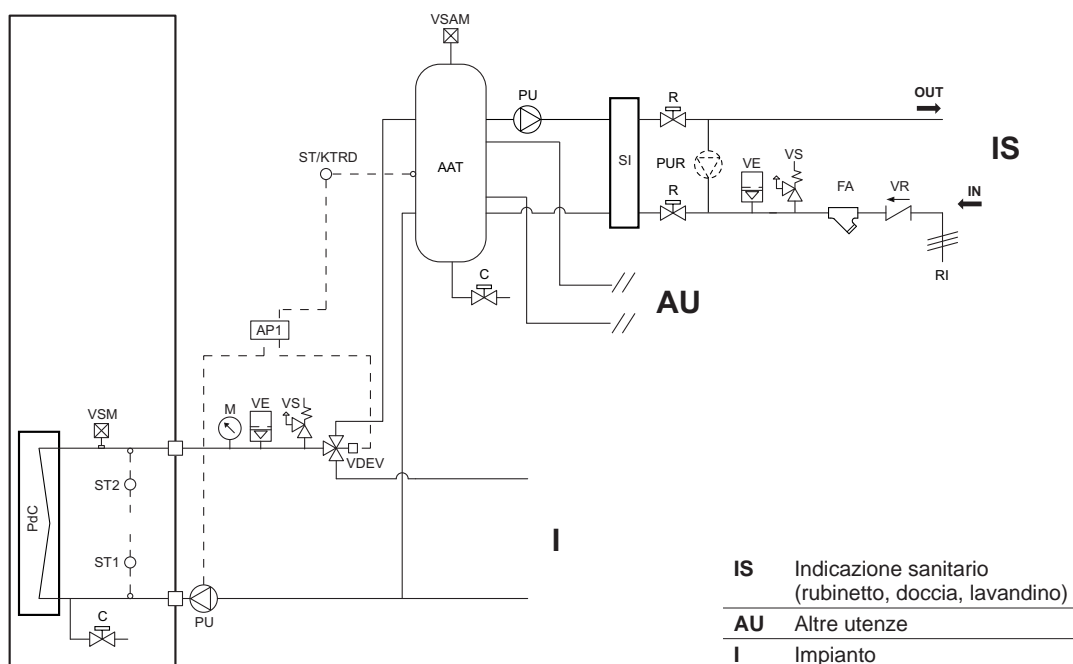 VSAM
PU
R
OUT
IS
ST/KTRD
AAT
SI
PUR
VE
VS
FA
VR
IN
R
RI
C
AU
AP1
M
VE
VS
VSM
VDEV
ST2
PdC
I
ST1
C
PU
IS Indicazione sanitario
(rubinetto, doccia, lavandino)
AU Altre utenze
I Impianto